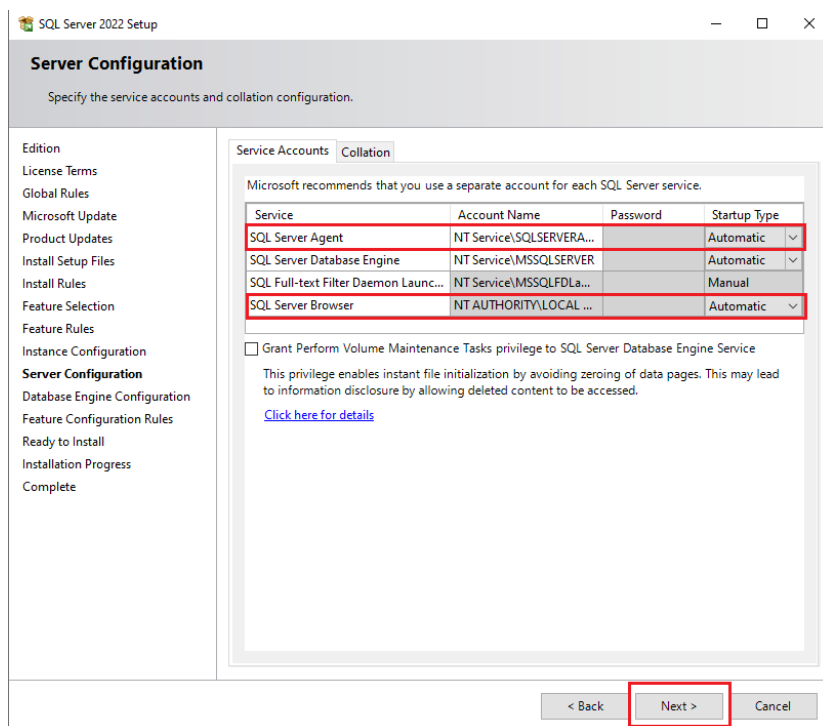 SQL Server 2022 Setup
Server Configuration
Specify the service accounts and collation configuration.
Edition
License Terms
Global Rules
Microsoft Update
Product Updates
Install Setup Files
Install Rules
Feature Selection
Feature Rules
Instance Configuration
Server Configuration
Database Engine Configuration
Feature Configuration Rules
Ready to Install
Installation Progress
Complete
Service Accounts Collation
Microsoft recommends that you use a separate account for each SQL Server service.
Service Account Name Password Startup Type
SQL Server Agent NT Service\SQLSERVERA... Automatic
SQL Server Database Engine NT Service\MSSQLSERVER Automatic
SQL Full-text Filter Daemon Launc... NT Service\MSSQLFDLa... Manual
SQL Server Browser NT AUTHORITY\LOCAL ... Automatic
Grant Perform Volume Maintenance Tasks privilege to SQL Server Database Engine Service
This privilege enables instant file initialization by avoiding zeroing of data pages. This may lead
to information disclosure by allowing deleted content to be accessed.
Click here for details
< Back Next > Cancel